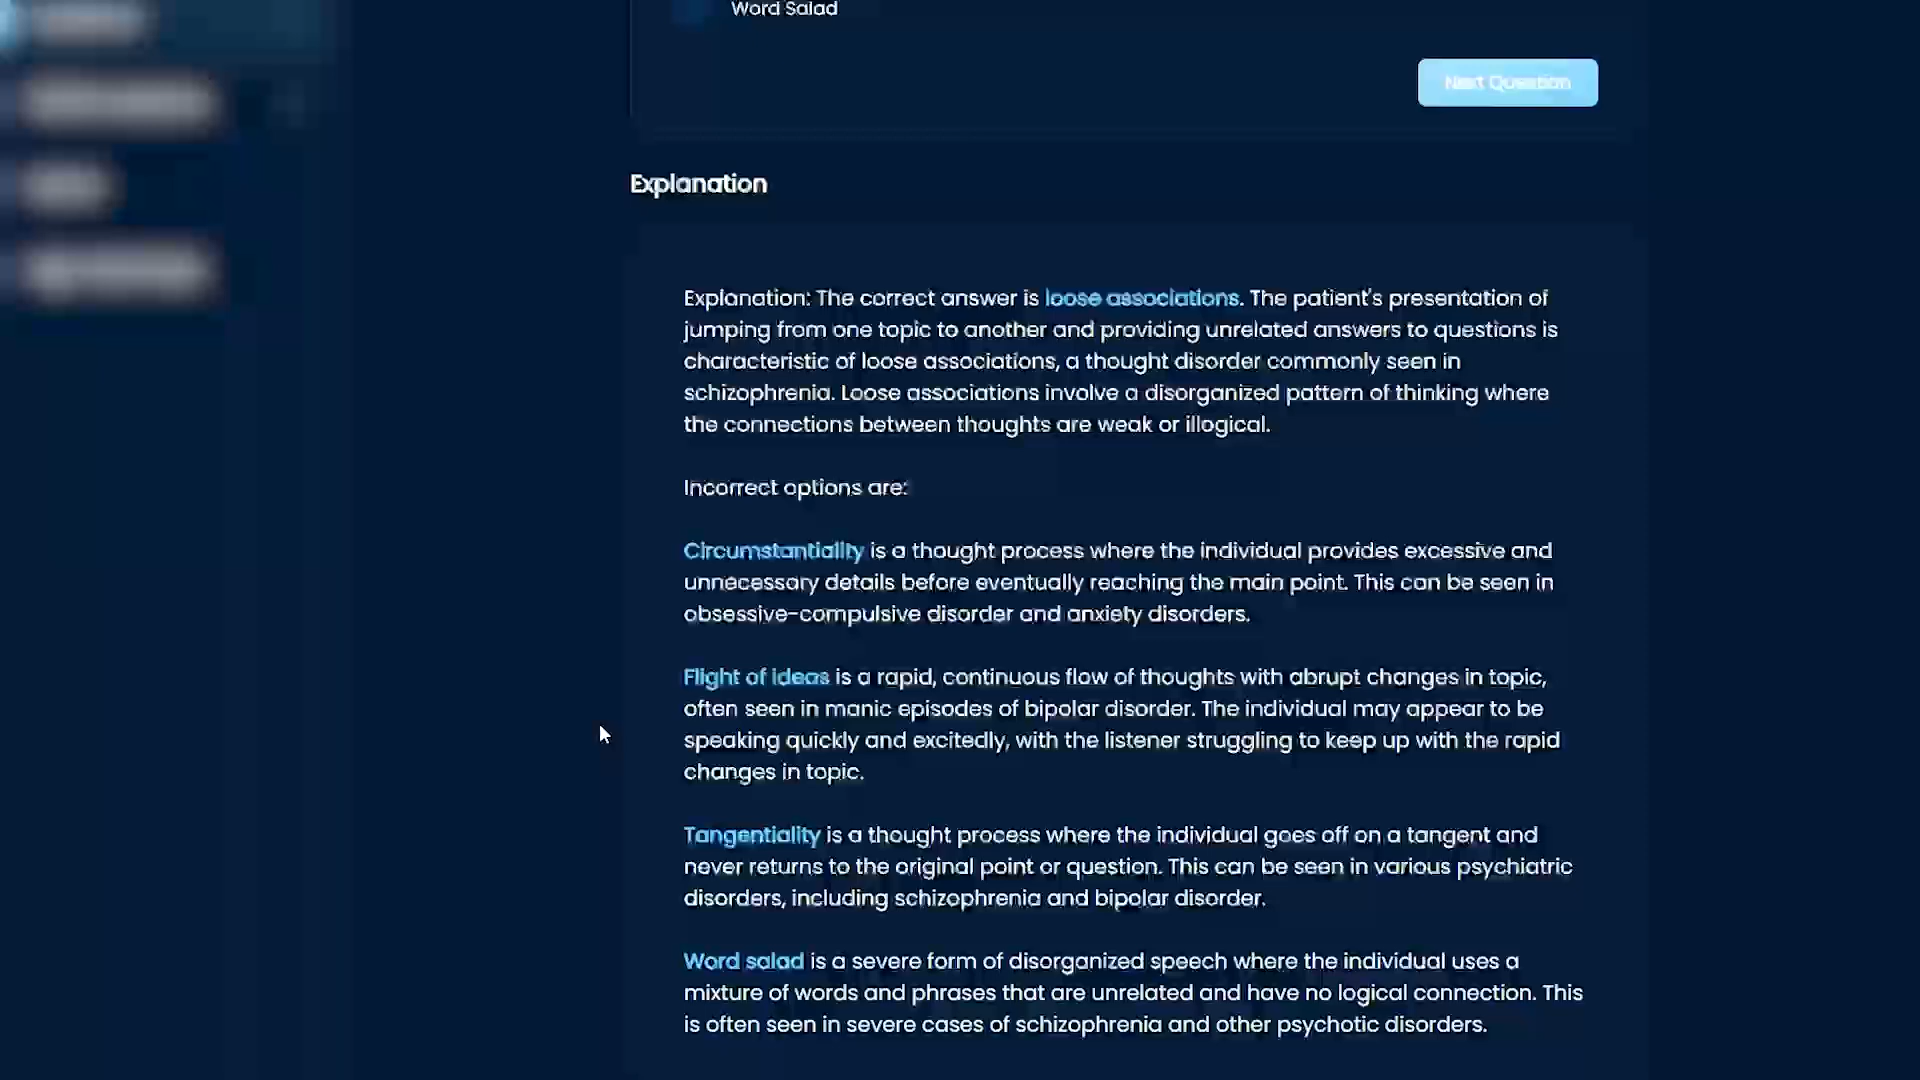 Word Salad
Next Question
Explanation
Explanation: The correct answer is loose associations. The patient's presentation of
jumping from one topic to another and providing unrelated answers to questions is
characteristic of loose associations, a thought disorder commonly seen in
schizophrenia. Loose associations involve a disorganized pattern of thinking where
the connections between thoughts are weak or illogical.
Incorrect options are:
Circumstantiality is a thought process where the individual provides excessive and
unnecessary details before eventually reaching the main point. This can be seen in
obsessive-compulsive disorder and anxiety disorders.
Flight of ideas is a rapid, continuous flow of thoughts with abrupt changes in topic,
often seen in manic episodes of bipolar disorder. The individual may appear to be
speaking quickly and excitedly, with the listener struggling to keep up with the rapid
changes in topic.
Tangentiality is a thought process where the individual goes off on a tangent and
never returns to the original point or question. This can be seen in various psychiatric
disorders, including schizophrenia and bipolar disorder.
Word salad is a severe form of disorganized speech where the individual uses a
mixture of words and phrases that are unrelated and have no logical connection. This
is often seen in severe cases of schizophrenia and other psychotic disorders.